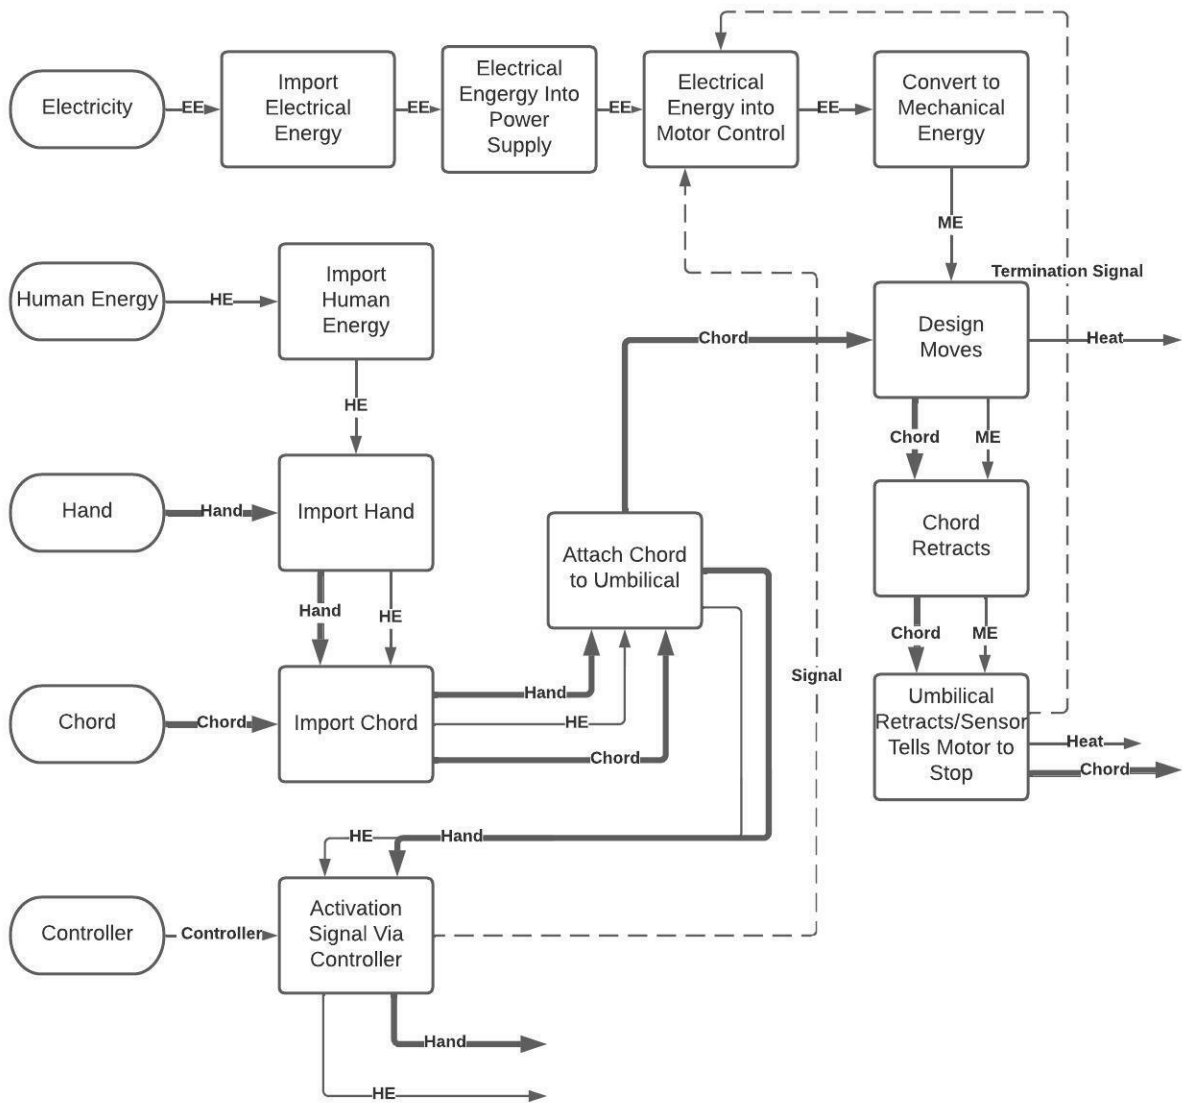 Electricity
EE
Import
Electrical
Energy
EE
Electrical
Engergy Into
Power
Supply
EE
Electrical
Energy into
Motor Control
EE
Convert to
Mechanical
Energy
ME
Termination Signal
Human Energy
HE
Import
Human
Energy
HE
Chord
Design
Moves
Heat
Chord
ME
Hand
Hand
Import Hand
Hand
HE
Attach Chord
to Umbilical
Chord
Retracts
Chord
ME
Chord
Chord
Import Chord
Hand
HE
Chord
Signal
Umbilical
Retracts/Sensor
Tells Motor to
Stop
Heat
Chord
HE
Hand
Controller
Controller
Activation
Signal Via
Controller
Hand
HE